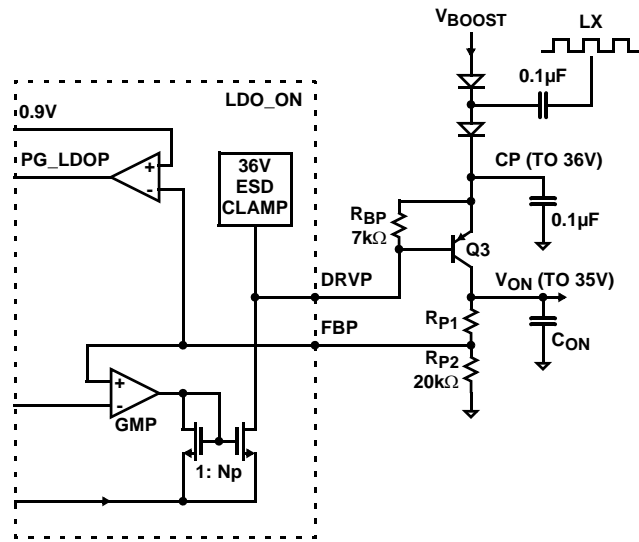 VBOOST
LX
0.1µF
LDO_ON
0.9V
PG_LDOP
+
-
36V
ESD
CLAMP
CP (TO 36V)
RBP
7kΩ
0.1µF
Q3
DRVP
VON (TO 35V)
RP1
FBP
CON
RP2
20kΩ
+
-
GMP
1: Np